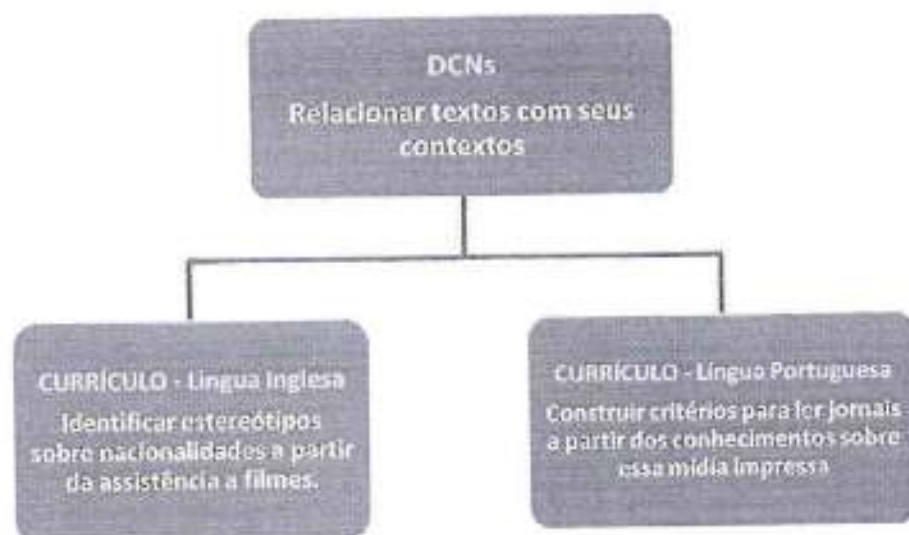 DCNs
Relacionar textos com seus
contextos
CURRÍCULO - Língua Inglesa
Identificar estereótipos
sobre nacionalidades a partir
da assistência a filmes.
CURRÍCULO - Língua Portuguesa
Construir critérios para ler jornais
a partir dos conhecimentos sobre
essa mídia impressa